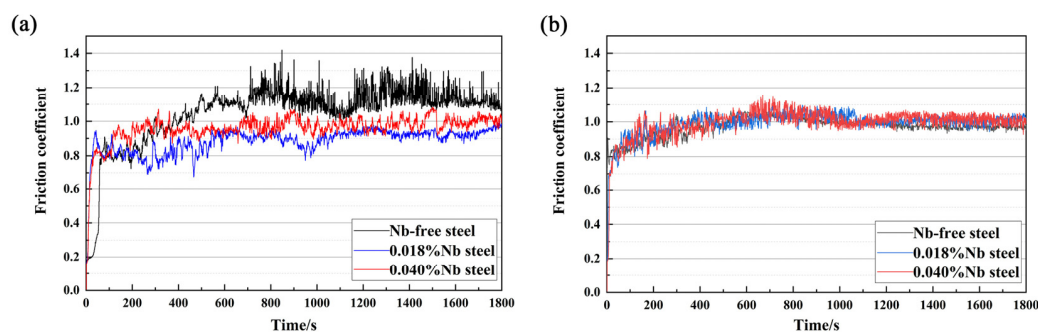 (a)
Friction coefficient
1.4
1.2
1.0
0.8
0.6
0.4
0.2
0.0
0 200 400 600 800 1000 1200 1400 1600 1800
Time/s
Nb-free steel
0.018%Nb steel
0.040%Nb steel
(b)
Friction coefficient
1.4
1.2
1.0
0.8
0.6
0.4
0.2
0.0
0 200 400 600 800 1000 1200 1400 1600 1800
Time/s
Nb-free steel
0.018%Nb steel
0.040%Nb steel